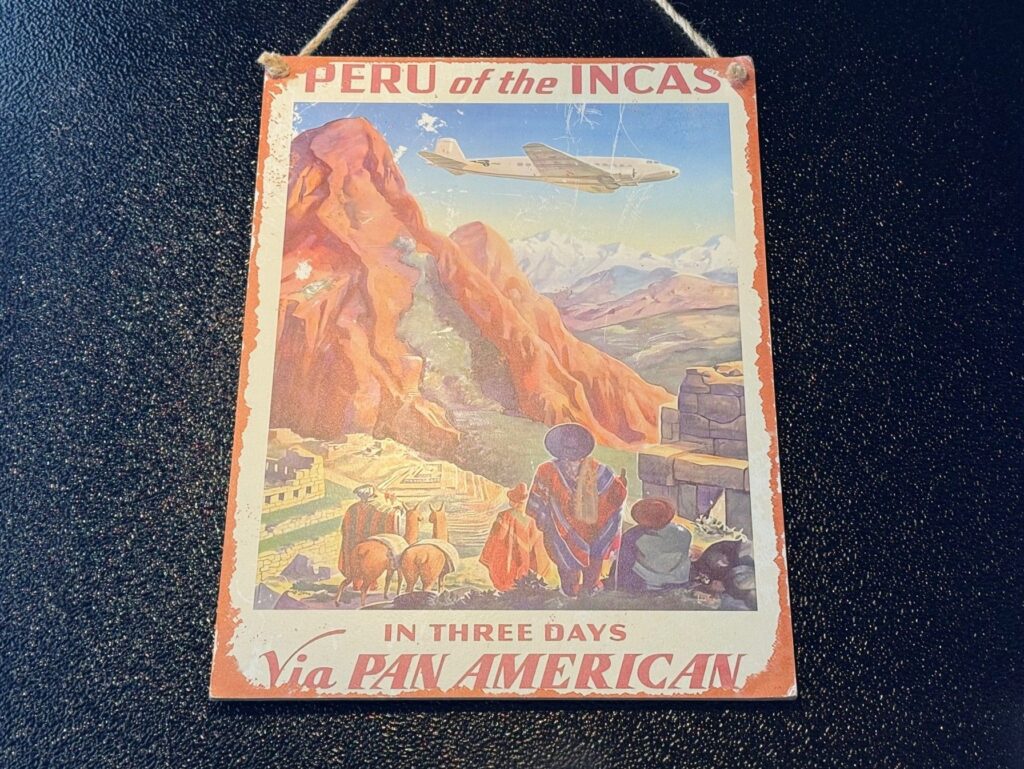 PERU of the INCAS
IN THREE DAYS
Via PAN AMERICAN